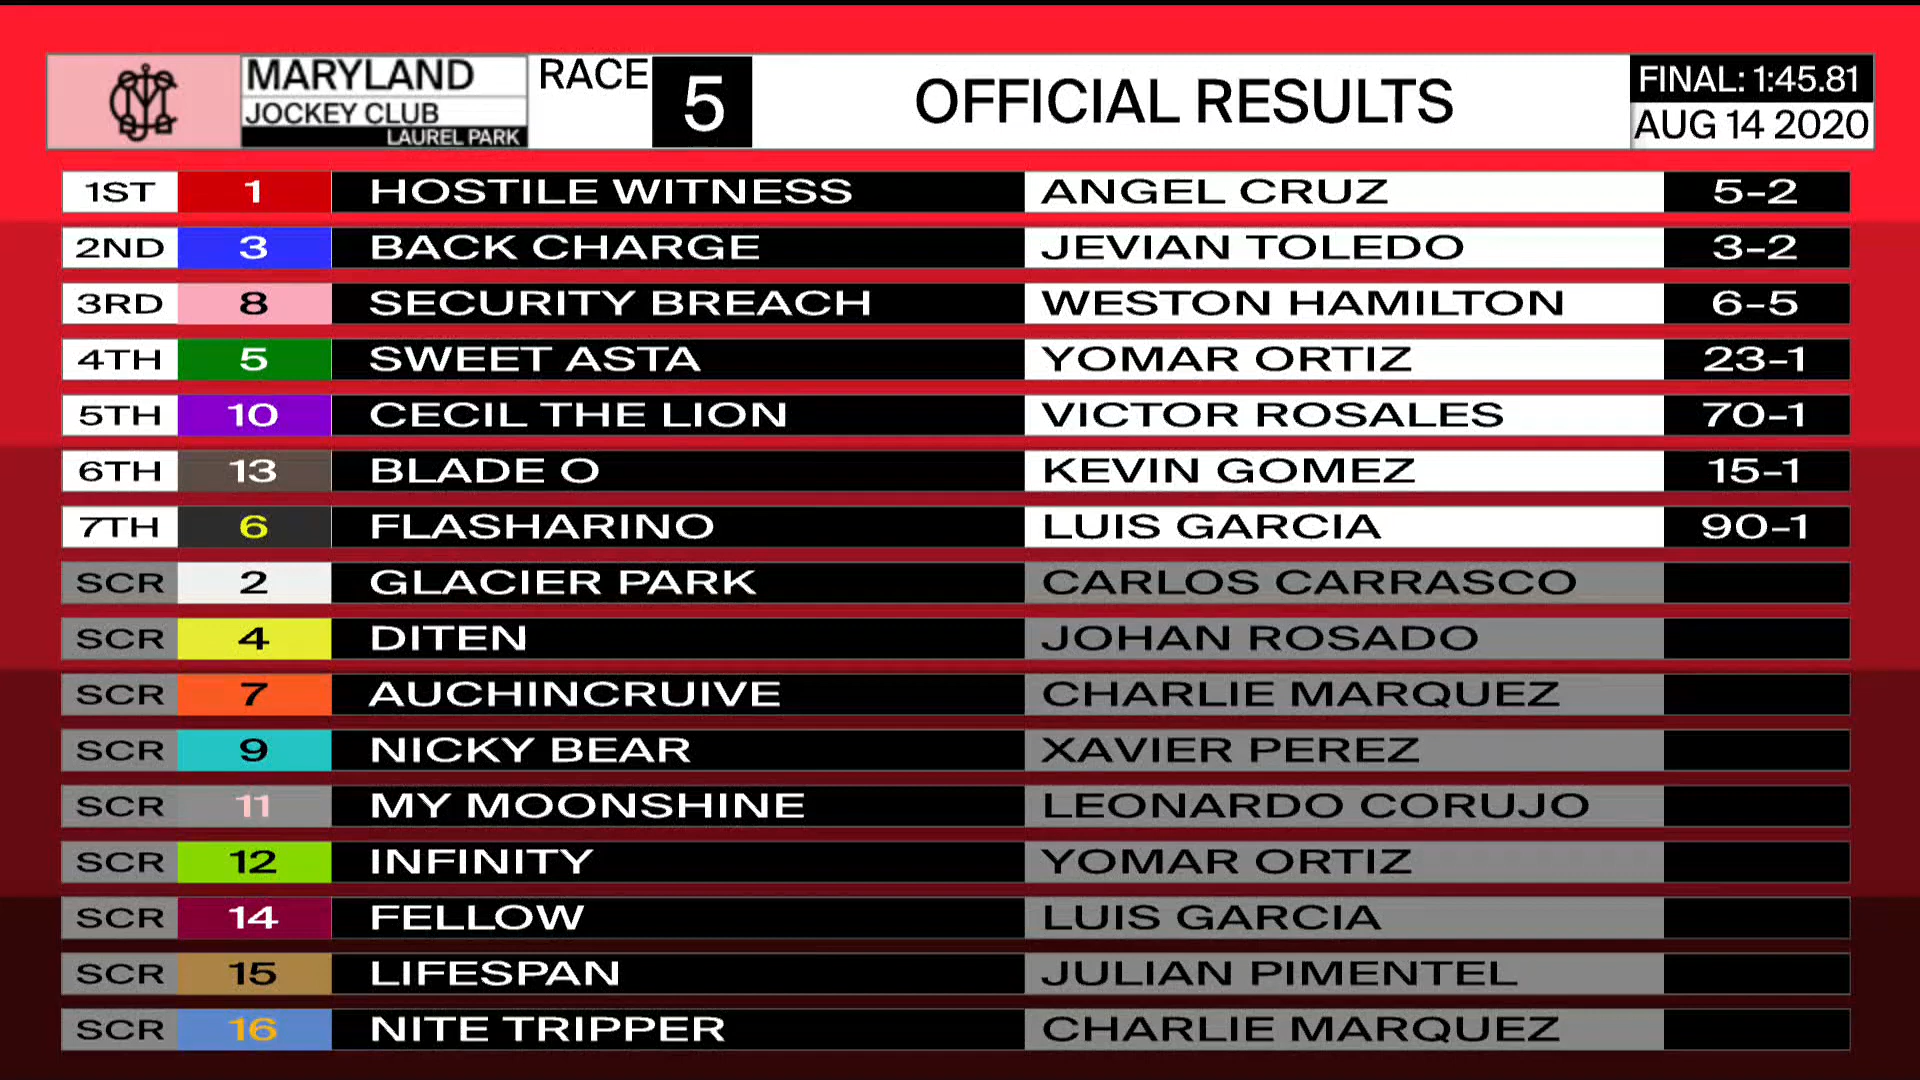 MARYLAND
JOCKEY CLUB
LAUREL PARK
RACE 5
OFFICIAL RESULTS
FINAL: 1:45.81
AUG 14 2020
1ST 1 HOSTILE WITNESS ANGEL CRUZ 5-2
2ND 3 BACK CHARGE JEVIAN TOLEDO 3-2
3RD 8 SECURITY BREACH WESTON HAMILTON 6-5
4TH 5 SWEET ASTA YOMAR ORTIZ 23-1
5TH 10 CECIL THE LION VICTOR ROSALES 70-1
6TH 13 BLADE O KEVIN GOMEZ 15-1
7TH 6 FLASHARINO LUIS GARCIA 90-1
SCR 2 GLACIER PARK CARLOS CARRASCO
SCR 4 DITEN JOHAN ROSADO
SCR 7 AUCHINCRUIVE CHARLIE MARQUEZ
SCR 9 NICKY BEAR XAVIER PEREZ
SCR 11 MY MOONSHINE LEONARDO CORUJO
SCR 12 INFINITY YOMAR ORTIZ
SCR 14 FELLOW LUIS GARCIA
SCR 15 LIFESPAN JULIAN PIMENTEL
SCR 16 NITE TRIPPER CHARLIE MARQUEZ